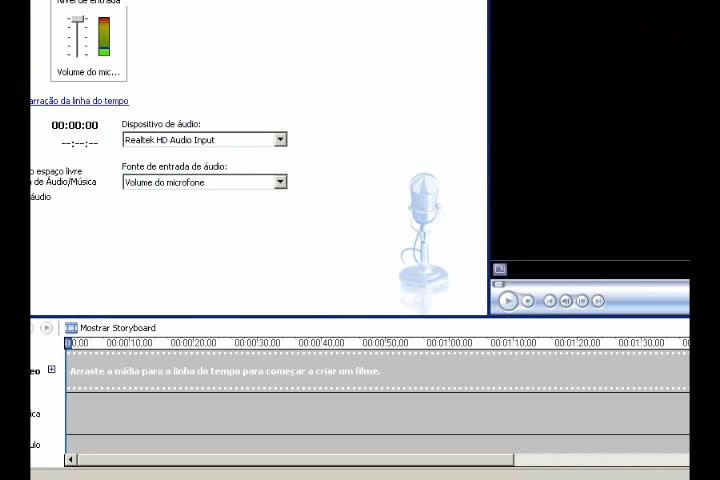 Nível de entrada
Volume do mic...
arração da linha do tempo
00:00:00
Dispositivo de áudio:
--:--:--
Realtek HD Audio Input
o espaço livre
Fonte de entrada de áudio:
a de Áudio/Música
Volume do microfone
áudio
Mostrar Storyboard
0,00 00:00:10,00 00:00:20,00 00:00:30,00 00:00:40,00 00:00:50,00 00:01:00,00 00:01:10,00 00:01:20,00 00:01:30,00
eo
Arraste a mídia para a linha do tempo para começar a criar um filme.
ica
ulo